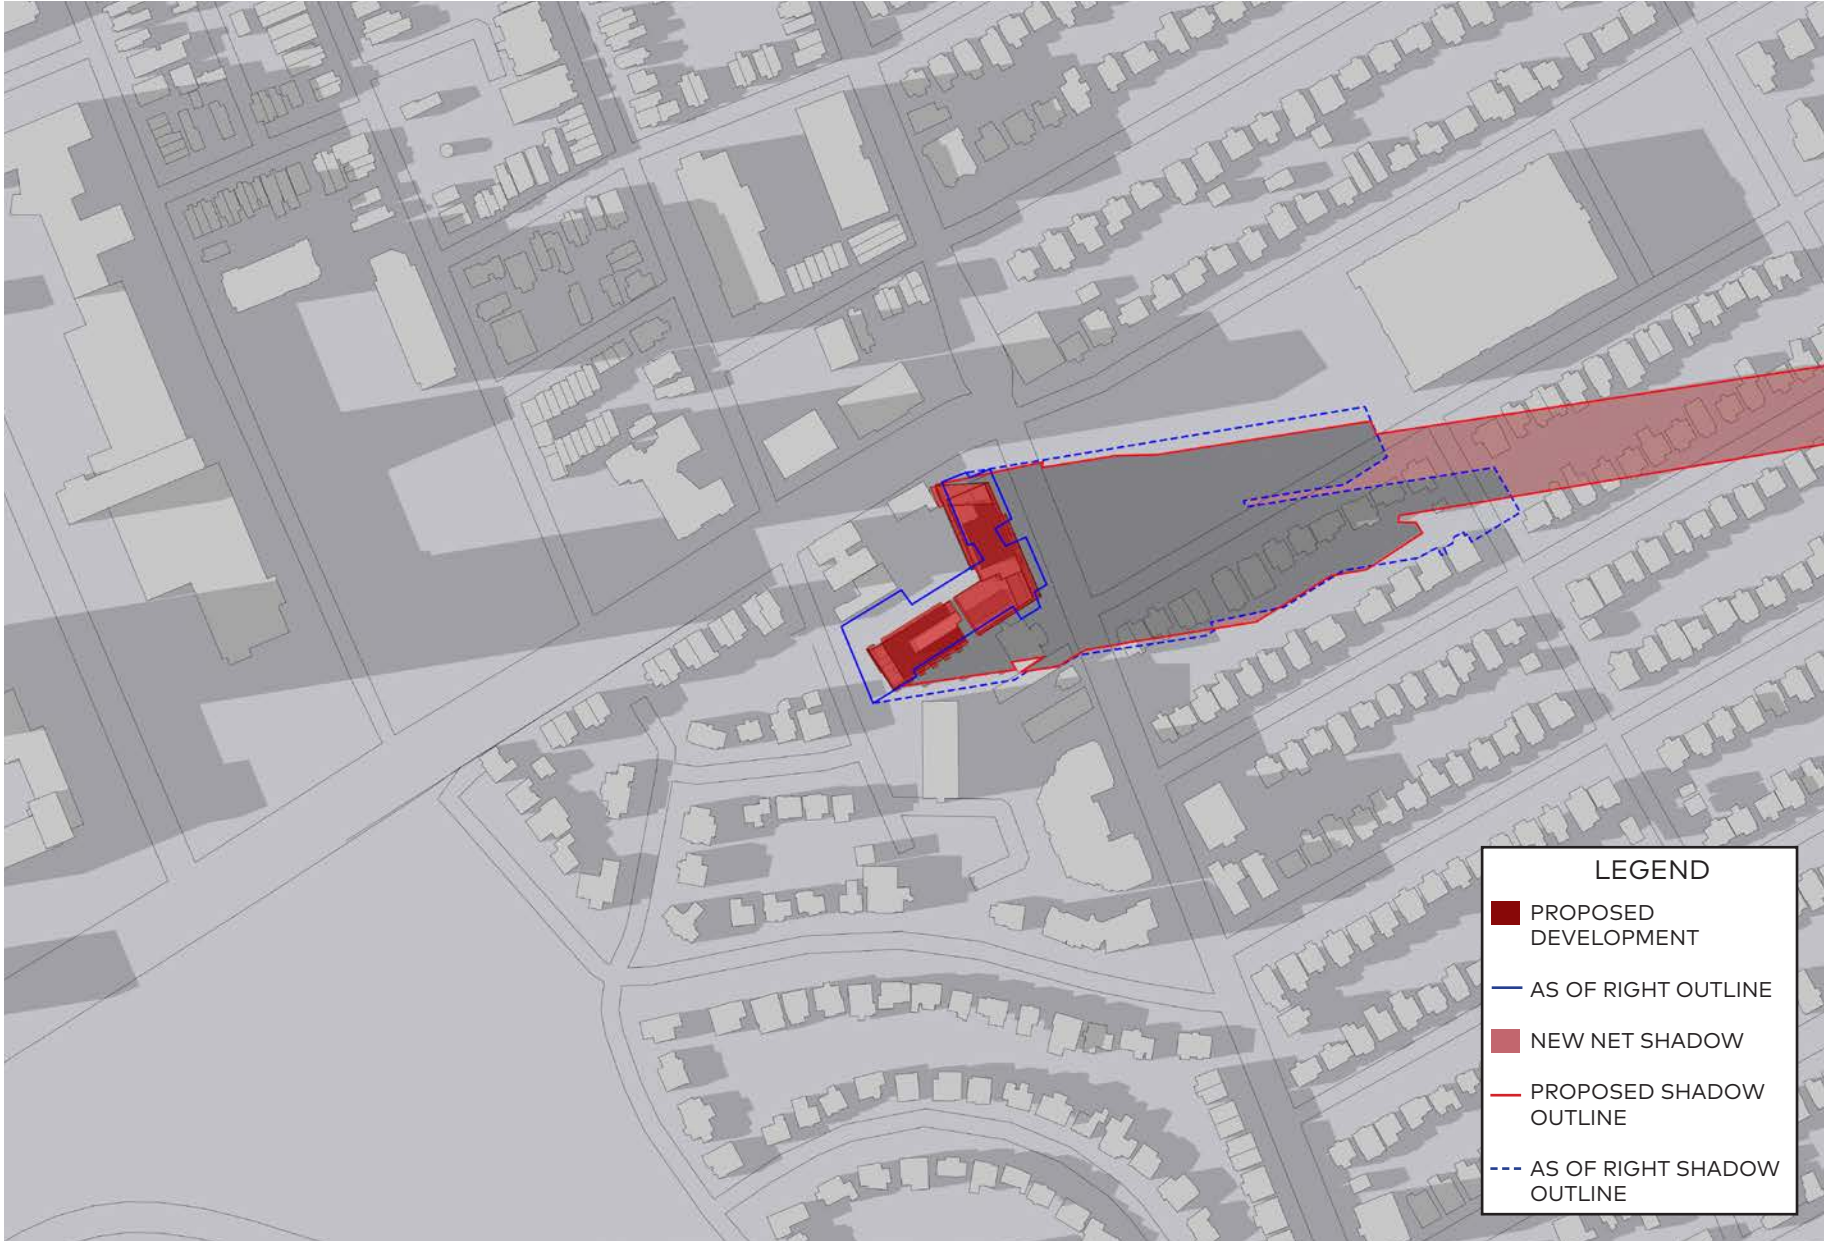 LEGEND
PROPOSED
DEVELOPMENT
AS OF RIGHT OUTLINE
NEW NET SHADOW
PROPOSED SHADOW
OUTLINE
AS OF RIGHT SHADOW
OUTLINE